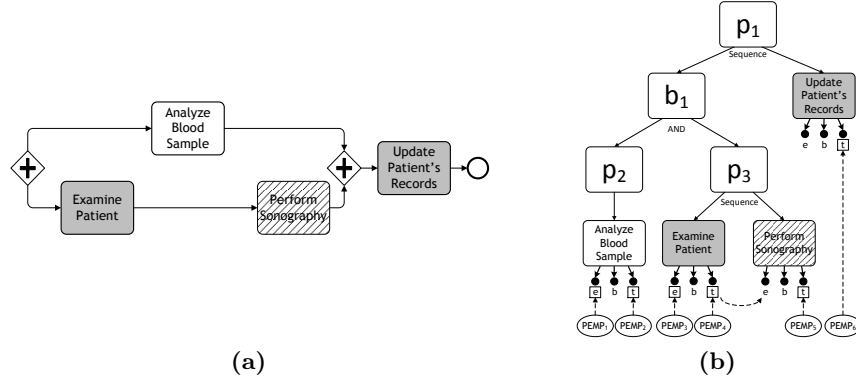 Analyze
Blood
Sample
Examine
Patient
Perform
Sonography
Update
Patient's
Records
(a)
p₁
Sequence
b₁
AND
Update
Patient's
Records
e b t
p₂
p₃
Sequence
Analyze
Blood
Sample
Examine
Patient
Perform
Sonography
e b t
e b t
e b t
PEMP₁
PEMP₂
PEMP₃
PEMP₄
PEMP₅
PEMP₆
(b)